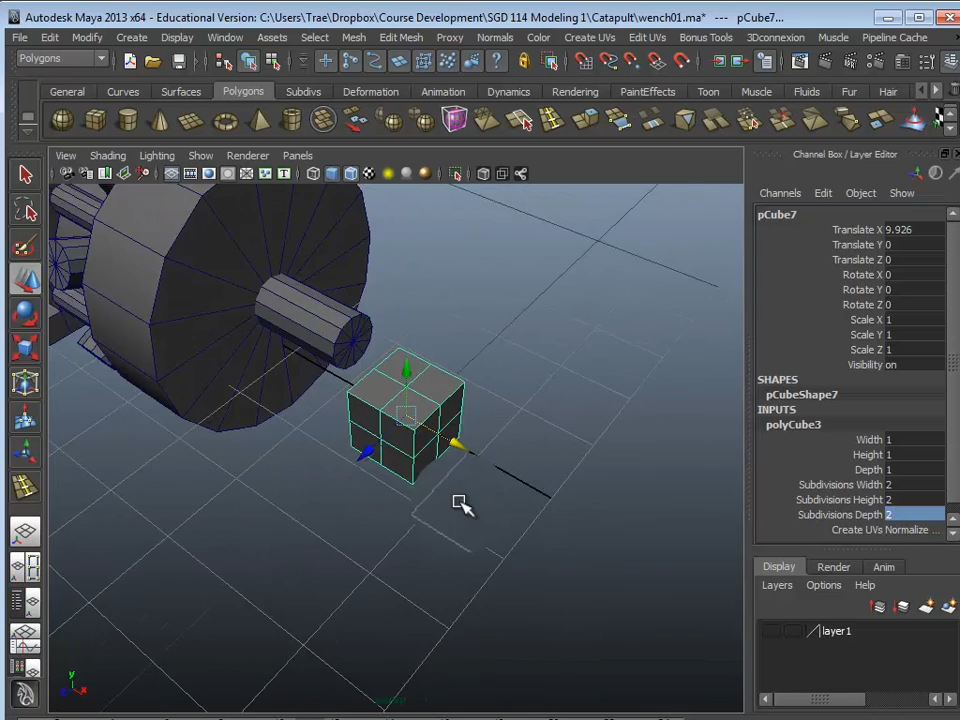 Autodesk Maya 2013 x64 - Educational Version: C:\Users\Trae\Dropbox\Course Development\SGD 114 Modeling 1\Catapult\wench01.ma* --- pCube7...
File Edit Modify Create Display Window Assets Select Mesh Edit Mesh Proxy Normals Color Create UVs Edit UVs Bonus Tools 3Dconnexion Muscle Pipeline Cache
Polygons
General Curves Surfaces Polygons Subdivs Deformation Animation Dynamics Rendering PaintEffects Toon Muscle Fluids Fur Hair
View Shading Lighting Show Renderer Panels
Channel Box / Layer Editor
Channels Edit Object Show
pCube7
Translate X 9.926
Translate Y 0
Translate Z 0
Rotate X 0
Rotate Y 0
Rotate Z 0
Scale X 1
Scale Y 1
Scale Z 1
Visibility on
SHAPES
pCubeShape7
INPUTS
polyCube3
Width 1
Height 1
Depth 1
Subdivisions Width 2
Subdivisions Height 2
Subdivisions Depth 2
Create UVs Normalize ...
Display Render Anim
Layers Options Help
layer1
y
z x